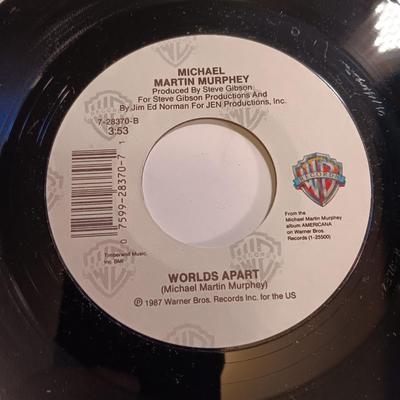 MICHAEL
MARTIN MURPHEY
Produced by Steve Gibson
For Steve Gibson Productions And
By Jim Ed Norman For JEN Productions, Inc.
7-28370-B
3:53
0 7599-28370-7 1
WB
RECORDS
From the
Michael Martin Murphey
album AMERICANA
on Warner Bros.
Records (1-25500)
Timberwolf Music,
Inc. BMI
WORLDS APART
(Michael Martin Murphey)
℗ 1987 Warner Bros. Records Inc. for the US